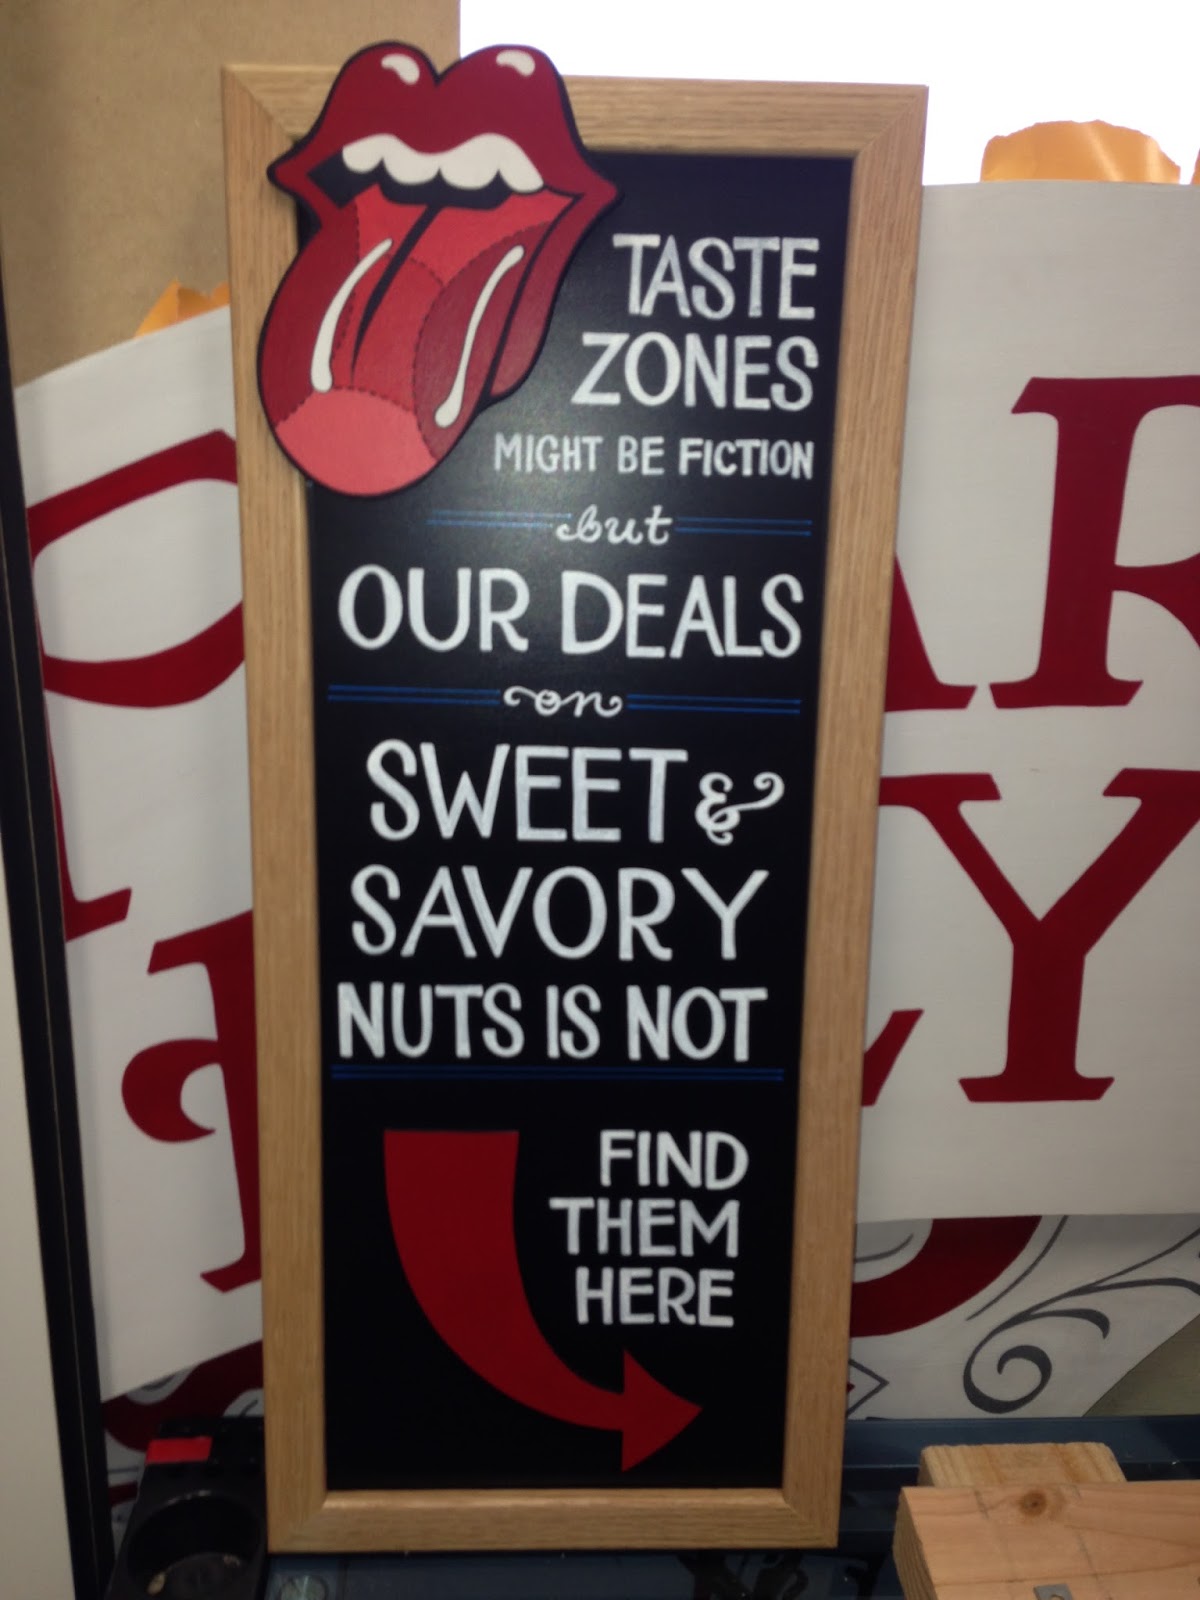 TASTE
ZONES
MIGHT BE FICTION
but
OUR DEALS
on
SWEET &
SAVORY
NUTS IS NOT
FIND
THEM
HERE